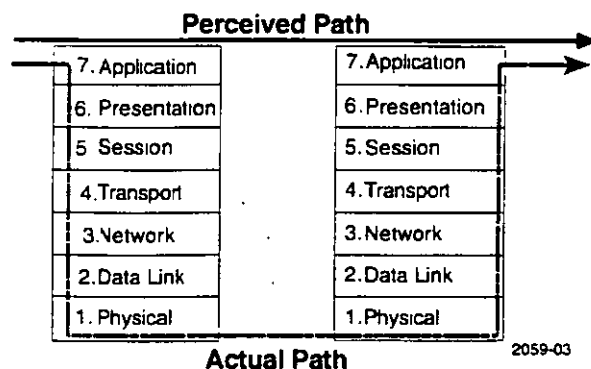 Perceived Path
7. Application
6. Presentation
5 Session
4.Transport
3.Network
2.Data Link
1. Physical
7. Application
6. Presentation
5. Session
4.Transport
3. Network
2. Data Link
1.Physical
Actual Path
2059-03